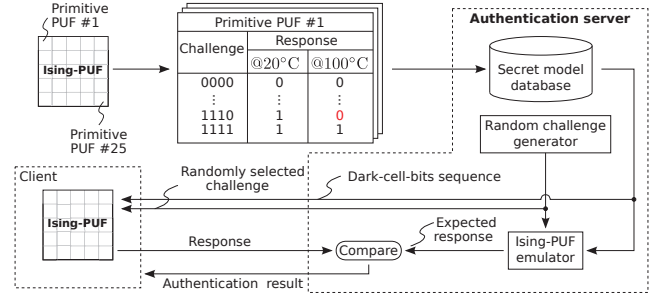 Primitive
PUF #1
Ising-PUF
Primitive
PUF #25
Primitive PUF #1
Challenge
Response
@20°C @100°C
0000 0 0
⋮ ⋮ ⋮
1110 1 0
1111 1 1
Authentication server
Secret model
database
Random challenge
generator
Client
Randomly selected
challenge
Dark-cell-bits sequence
Ising-PUF
Response
Compare
Expected
response
Ising-PUF
emulator
Authentication result